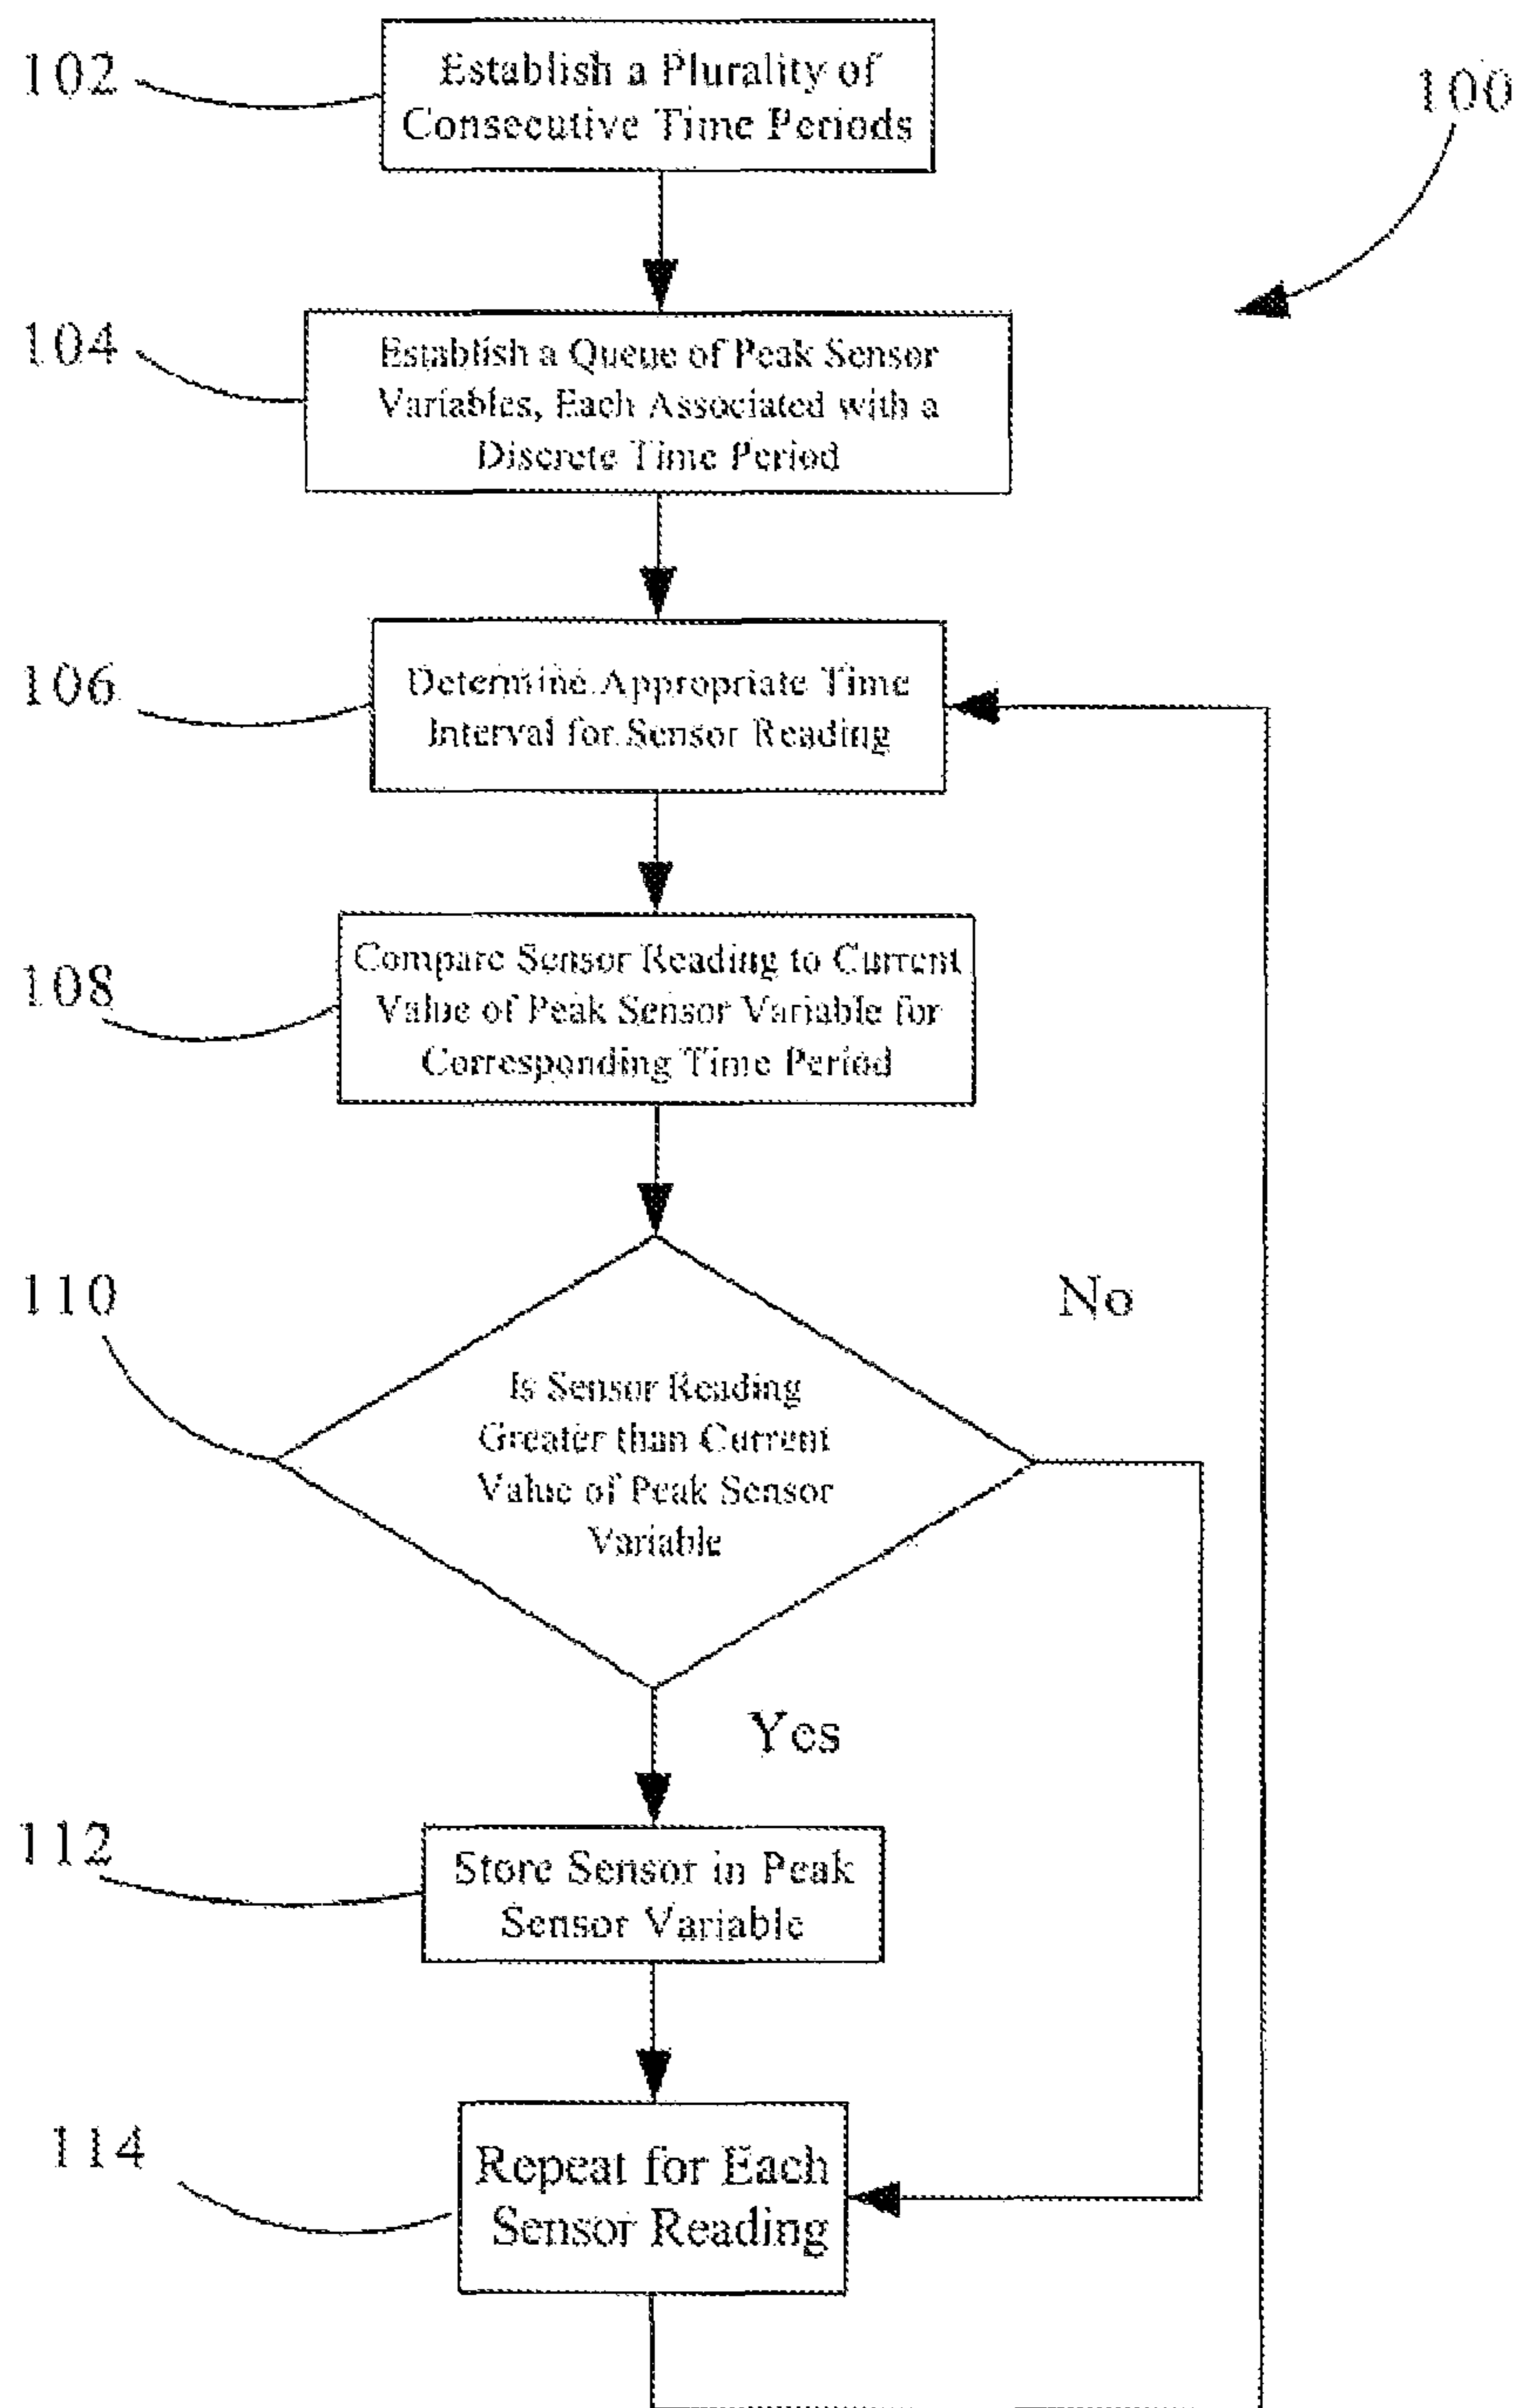 102
Establish a Plurality of
Consecutive Time Periods
100
104
Establish a Queue of Peak Sensor
Variables, Each Associated with a
Discrete Time Period
106
Determine Appropriate Time
Interval for Sensor Reading
108
Compare Sensor Reading to Current
Value of Peak Sensor Variable for
Corresponding Time Period
110
No
Is Sensor Reading
Greater than Current
Value of Peak Sensor
Variable
Yes
112
Store Sensor in Peak
Sensor Variable
114
Repeat for Each
Sensor Reading